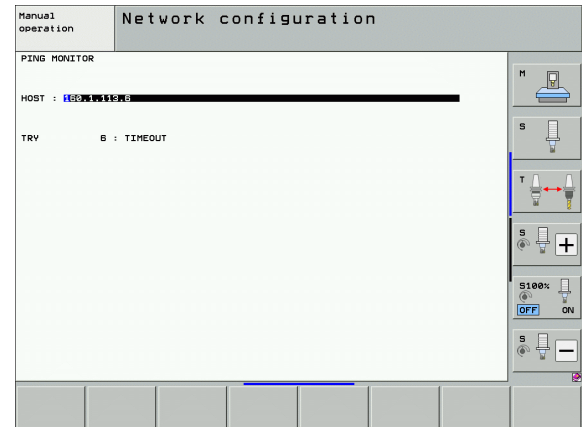 Manual
operation
Network configuration
PING MONITOR
HOST : 160.1.113.6
TRY 6 : TIMEOUT
M
S
T
S
+
S100%
OFF ON
S
−